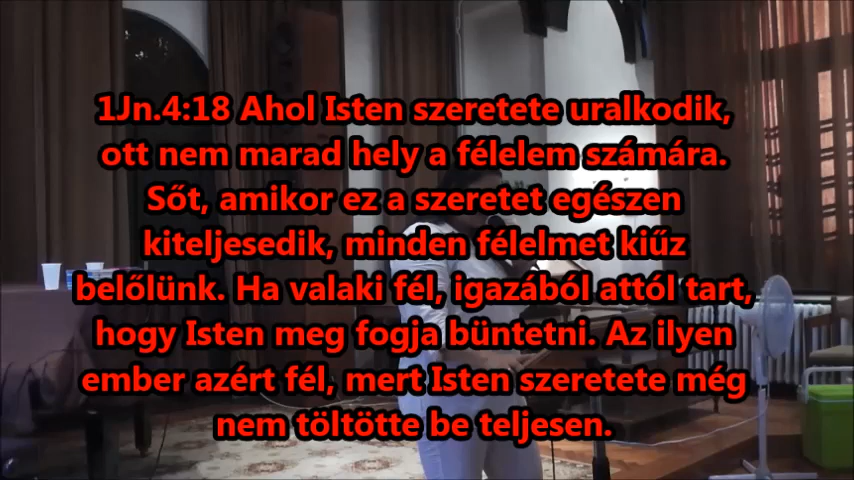 1Jn.4:18 Ahol Isten szeretete uralkodik,
ott nem marad hely a félelem számára.
Sőt, amikor ez a szeretet egészen
kiteljesedik, minden félelmet kiűz
belőlünk. Ha valaki fél, igazából attól tart,
hogy Isten meg fogja büntetni. Az ilyen
ember azért fél, mert Isten szeretete még
nem töltötte be teljesen.